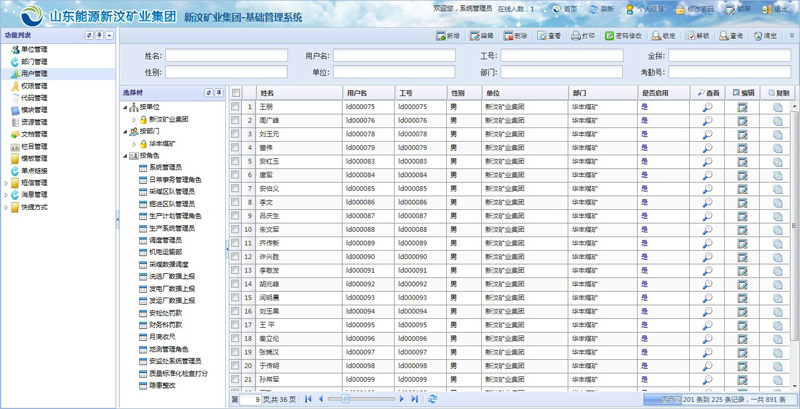 山东能源新汶矿业集团 新汶矿业集团-基础管理系统
欢迎您，系统管理员 在线人数：1 首页 刷新 个人信息 修改密码 锁屏 退出
功能列表
单位管理
部门管理
用户管理
权限管理
代码管理
模块管理
资源管理
文档管理
栏目管理
模板管理
单点链接
短信管理
消息管理
快捷方式
新增 编辑 删除 查看 打印 密码修改 锁定 解锁 查询 清空
姓名: 用户名: 工号: 全拼:
性别: 单位: 部门: 考勤号:
选择树
按单位
新汶矿业集团
按部门
华丰煤矿
按角色
系统管理员
日常事务管理角色
采煤区队管理员
掘进区队管理员
生产计划管理角色
生产系统管理员
调度管理员
机电运输部
采煤数据调度
洗选厂数据上报
发电厂数据上报
发运厂数据上报
安检处罚款
财务科罚款
月底收尺
地测管理角色
安监处系统管理员
质量标准化检查打分
隐患整改
姓名 用户名 工号 性别 单位 部门 是否启用 查看 编辑 复制
1 王朋 ld000075 ld000075 男 新汶矿业集团 华丰煤矿 是
2 周广峰 ld000076 ld000076 男 新汶矿业集团 华丰煤矿 是
3 刘玉元 ld000078 ld000078 男 新汶矿业集团 华丰煤矿 是
4 曹伟 ld000079 ld000079 男 新汶矿业集团 华丰煤矿 是
5 安红玉 ld000083 ld000083 男 新汶矿业集团 华丰煤矿 是
6 唐军 ld000084 ld000084 男 新汶矿业集团 华丰煤矿 是
7 安伯义 ld000085 ld000085 男 新汶矿业集团 华丰煤矿 是
8 李文 ld000086 ld000086 男 新汶矿业集团 华丰煤矿 是
9 吕庆生 ld000087 ld000087 男 新汶矿业集团 华丰煤矿 是
10 朱文军 ld000088 ld000088 男 新汶矿业集团 华丰煤矿 是
11 齐传新 ld000089 ld000089 男 新汶矿业集团 华丰煤矿 是
12 许兴胜 ld000090 ld000090 男 新汶矿业集团 华丰煤矿 是
13 李敬发 ld000091 ld000091 男 新汶矿业集团 华丰煤矿 是
14 胡兆峰 ld000092 ld000092 男 新汶矿业集团 华丰煤矿 是
15 闫明晨 ld000093 ld000093 男 新汶矿业集团 华丰煤矿 是
16 刘玉果 ld000094 ld000094 男 新汶矿业集团 华丰煤矿 是
17 王 平 ld000095 ld000095 男 新汶矿业集团 华丰煤矿 是
18 秦立伦 ld000096 ld000096 男 新汶矿业集团 华丰煤矿 是
19 张曉汉 ld000097 ld000097 男 新汶矿业集团 华丰煤矿 是
20 于传明 ld000098 ld000098 男 新汶矿业集团 华丰煤矿 是
21 孙常军 ld000099 ld000099 男 新汶矿业集团 华丰煤矿 是
第 9 页,共 36 页 显示第 201 条到 225 条记录，一共 891 条